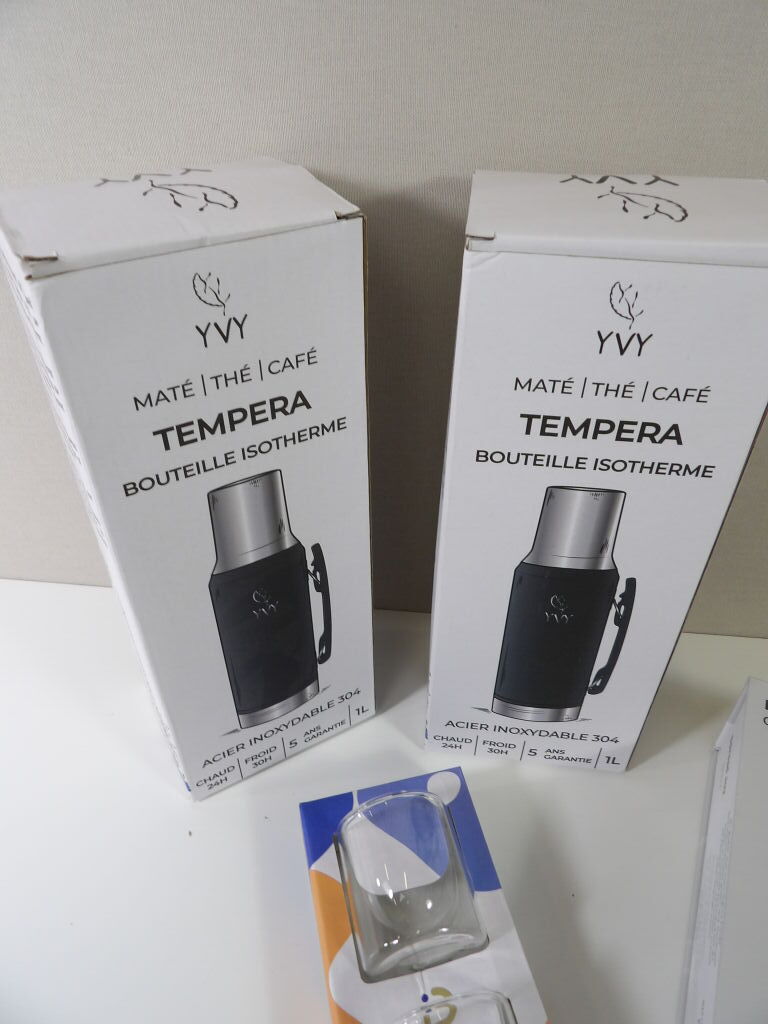 YVY
YVY
MATÉ | THÉ | CAFÉ
TEMPERA
BOUTEILLE ISOTHERME
YVY
ACIER INOXYDABLE 304
CHAUD 24H | FROID 30H | 5 ANS GARANTIE | 1L
YVY
YVY
MATÉ | THÉ | CAFÉ
TEMPERA
BOUTEILLE ISOTHERME
YVY
ACIER INOXYDABLE 304
CHAUD 24H | FROID 30H | 5 ANS GARANTIE | 1L